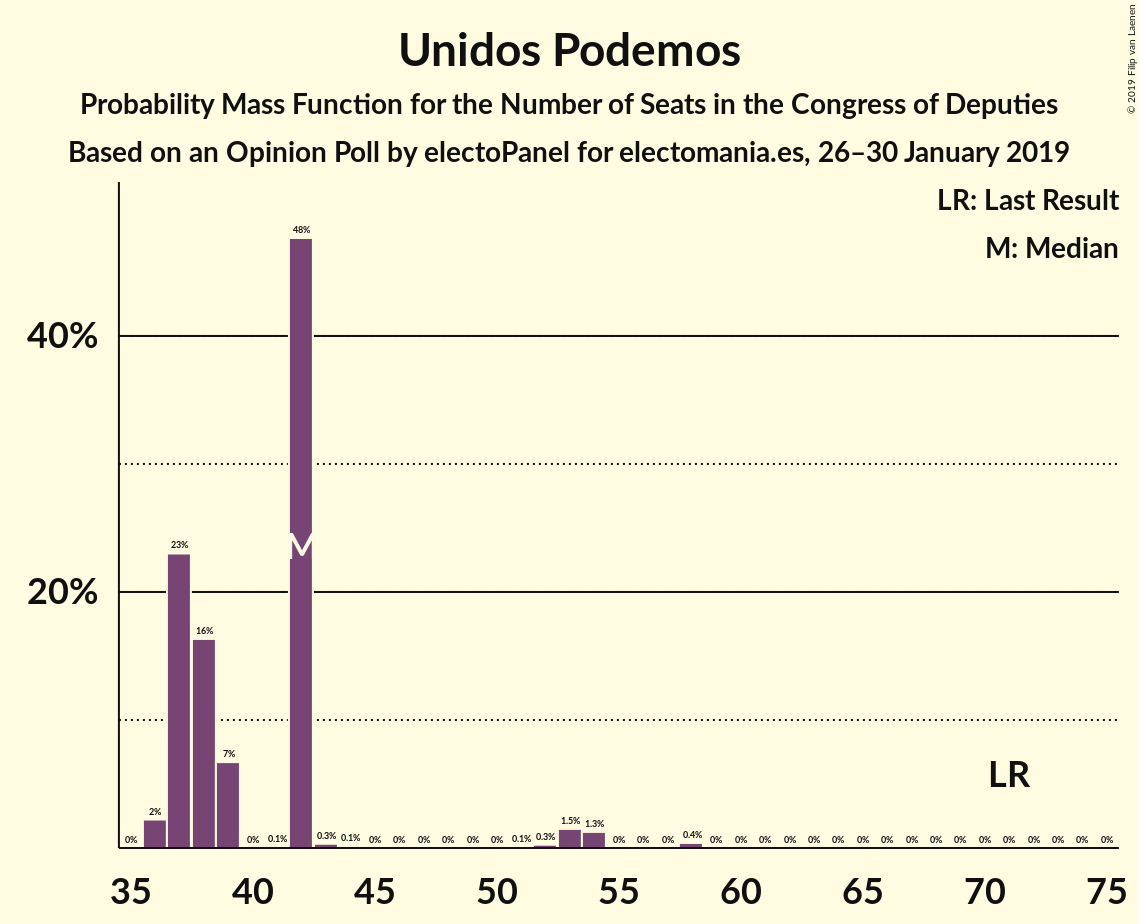 Unidos Podemos
Probability Mass Function for the Number of Seats in the Congress of Deputies
Based on an Opinion Poll by electoPanel for electomania.es, 26–30 January 2019
© 2019 Filip van Laenen
LR: Last Result
M: Median
40%
20%
0% 2% 23% 16% 7% 0% 0.1% 48% 0.3% 0.1% 0% 0% 0% 0% 0% 0% 0.1% 0.3% 1.5% 1.3% 0% 0% 0% 0.4% 0% 0% 0% 0% 0% 0% 0% 0% 0% 0% 0% 0% 0% 0% 0% 0% 0%
M
LR
35 40 45 50 55 60 65 70 75